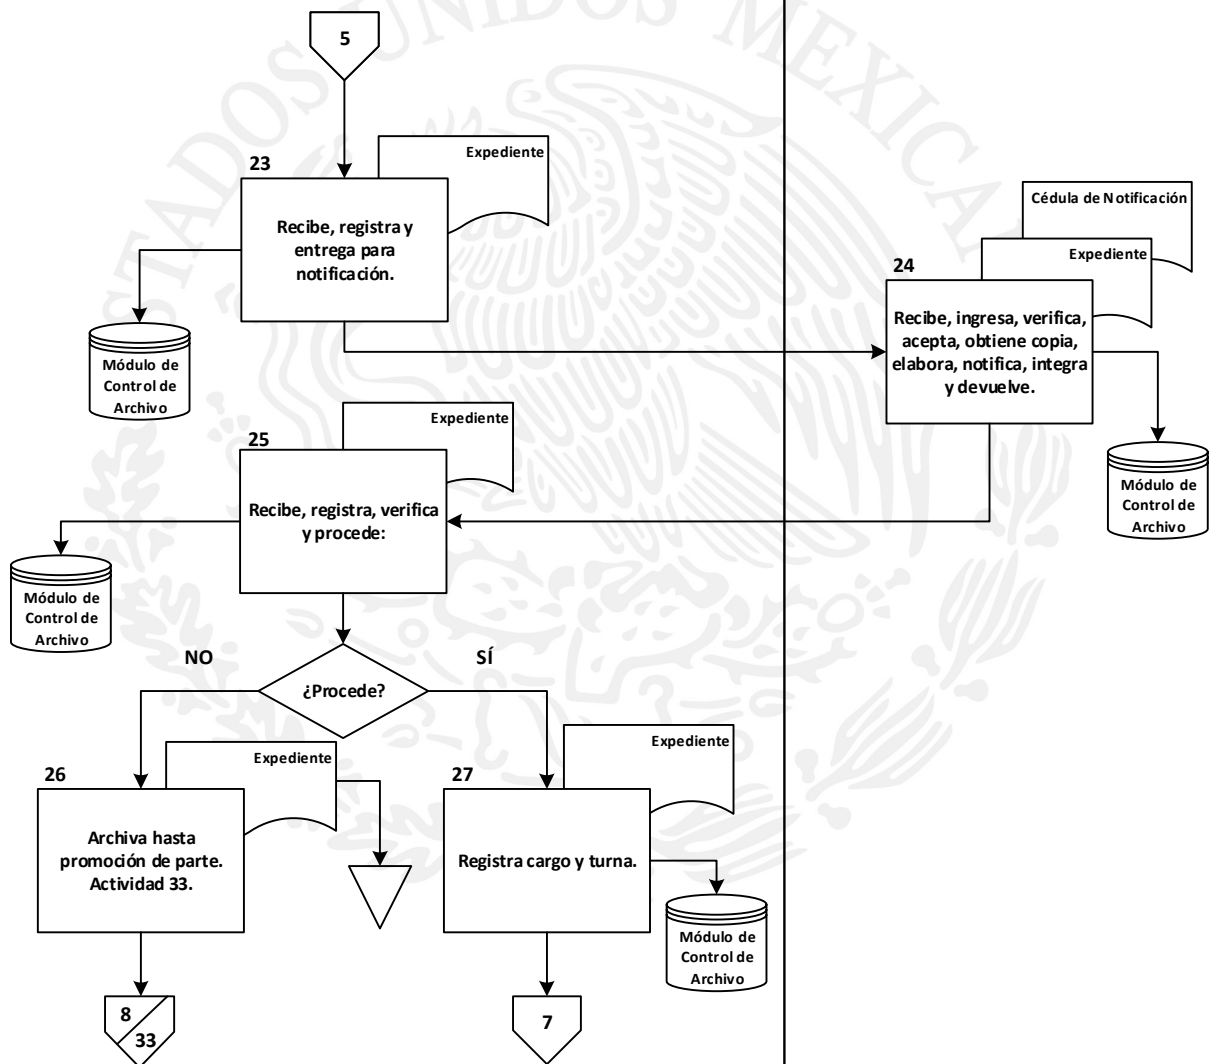 ESTADOS UNIDOS MEXICAN
5
23
Expediente
Recibe, registra y
entrega para
notificación.
Módulo de
Control de
Archivo
Cédula de Notificación
Expediente
24
Recibe, ingresa, verifica,
acepta, obtiene copia,
elabora, notifica, integra
y devuelve.
Módulo de
Control de
Archivo
Expediente
25
Recibe, registra, verifica
y procede:
Módulo de
Control de
Archivo
NO
SÍ
¿Procede?
Expediente
26
Archiva hasta
promoción de parte.
Actividad 33.
8
33
Expediente
27
Registra cargo y turna.
Módulo de
Control de
Archivo
7